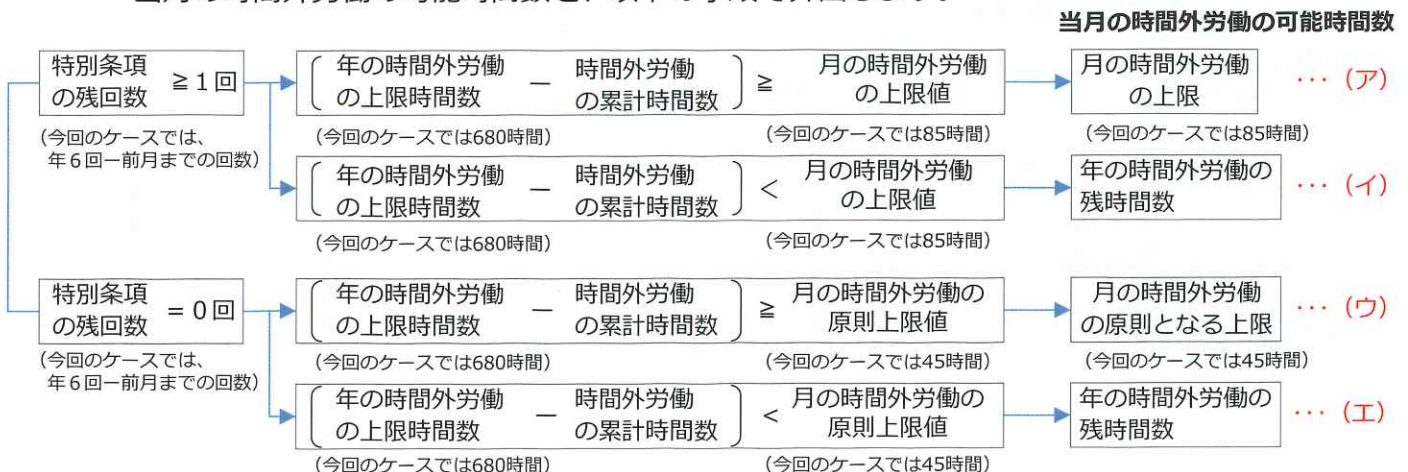 当月の時間外労働の可能時間数
特別条項
の残回数 ≧1回
(今回のケースでは、
年6回ー前月までの回数)
年の時間外労働
の上限時間数
−
時間外労働
の累計時間数
≧
月の時間外労働
の上限値
月の時間外労働
の上限
・・・(ア)
(今回のケースでは680時間)
(今回のケースでは85時間)
(今回のケースでは85時間)
年の時間外労働
の上限時間数
−
時間外労働
の累計時間数
<
月の時間外労働
の上限値
年の時間外労働の
残時間数
・・・(イ)
(今回のケースでは680時間)
(今回のケースでは85時間)
特別条項
の残回数 =0回
(今回のケースでは、
年6回ー前月までの回数)
年の時間外労働
の上限時間数
−
時間外労働
の累計時間数
≧
月の時間外労働の
原則上限値
月の時間外労働
の原則となる上限
・・・(ウ)
(今回のケースでは680時間)
(今回のケースでは45時間)
(今回のケースでは45時間)
年の時間外労働
の上限時間数
−
時間外労働
の累計時間数
<
月の時間外労働の
原則上限値
年の時間外労働の
残時間数
・・・(エ)
(今回のケースでは680時間)
(今回のケースでは45時間)